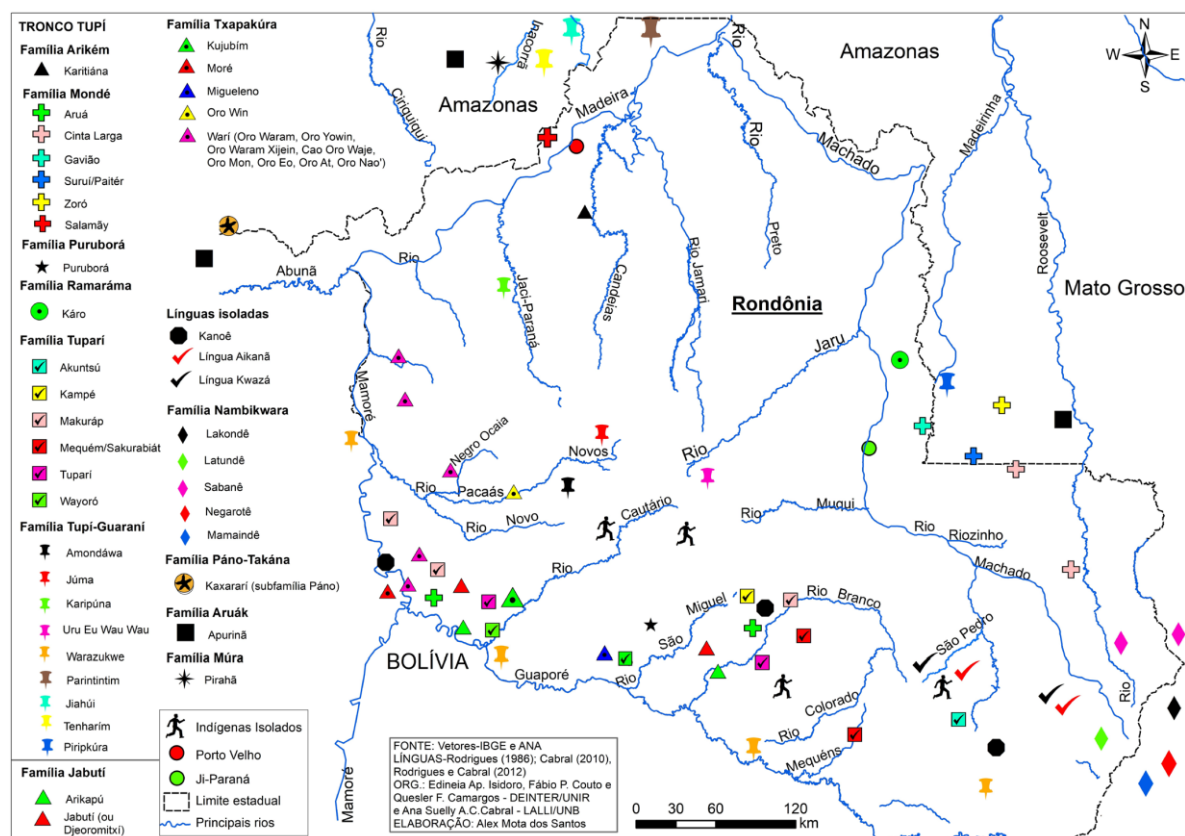 TRONCO TUPÍ
Família Arikém
Karitiána
Família Mondé
Aruá
Cinta Larga
Gavião
Suruí/Paitér
Zoró
Salamãy
Família Puruborá
Puruborá
Família Ramaráma
Káro
Família Tuparí
Akuntsú
Kampé
Makuráp
Mequém/Sakurabiát
Tuparí
Wayoró
Família Tupí-Guaraní
Amondáwa
Júma
Karipúna
Uru Eu Wau Wau
Warazukwe
Parintintim
Jiahúi
Tenharím
Piripkúra
Família Jabutí
Arikapú
Jabutí (ou
Djeoromitxí)
Família Txapakúra
Kujubím
Moré
Migueleno
Oro Win
Warí (Oro Waram, Oro Yowin,
Oro Waram Xijein, Cao Oro Waje,
Oro Mon, Oro Eo, Oro At, Oro Nao')
Línguas isoladas
Kanoê
Língua Aikanã
Língua Kwazá
Família Nambikwara
Lakondê
Latundê
Sabanê
Negarotê
Mamaindê
Família Páno-Takána
Kaxararí (subfamília Páno)
Família Aruák
Apurinã
Família Múra
Pirahã
Indígenas Isolados
Porto Velho
Ji-Paraná
Limite estadual
Principais rios
FONTE: Vetores-IBGE e ANA
LÍNGUAS-Rodrigues (1986); Cabral (2010),
Rodrigues e Cabral (2012)
ORG.: Edineia Ap. Isidoro, Fábio P. Couto e
Quesler F. Camargos - DEINTER/UNIR
e Ana Suelly A.C.Cabral - LALLI/UNB
ELABORAÇÃO: Alex Mota dos Santos
0 30 60 120
km
N
W E
S
Rio
Ciriquiqui
Inacorrã
Amazonas
Rio
Madeira
Rio
Machado
Amazonas
Madeirinha
Roosevelt
Mato Grosso
Rio
Preto
Rio Jamari
Candeias
Jaci-Paraná
Abunã
Rio
Rondônia
Jaru
Rio
Mamoré
Negro Ocaia
Rio
Pacaás
Novos
Rio
Novo
Rio
Cautário
Rio
Muqui
Rio
Riozinho
Machado
BOLÍVIA
Guaporé
Rio
São
Miguel
Rio
Branco
São Pedro
Rio
Colorado
Mequéns
Rio
Mamoré